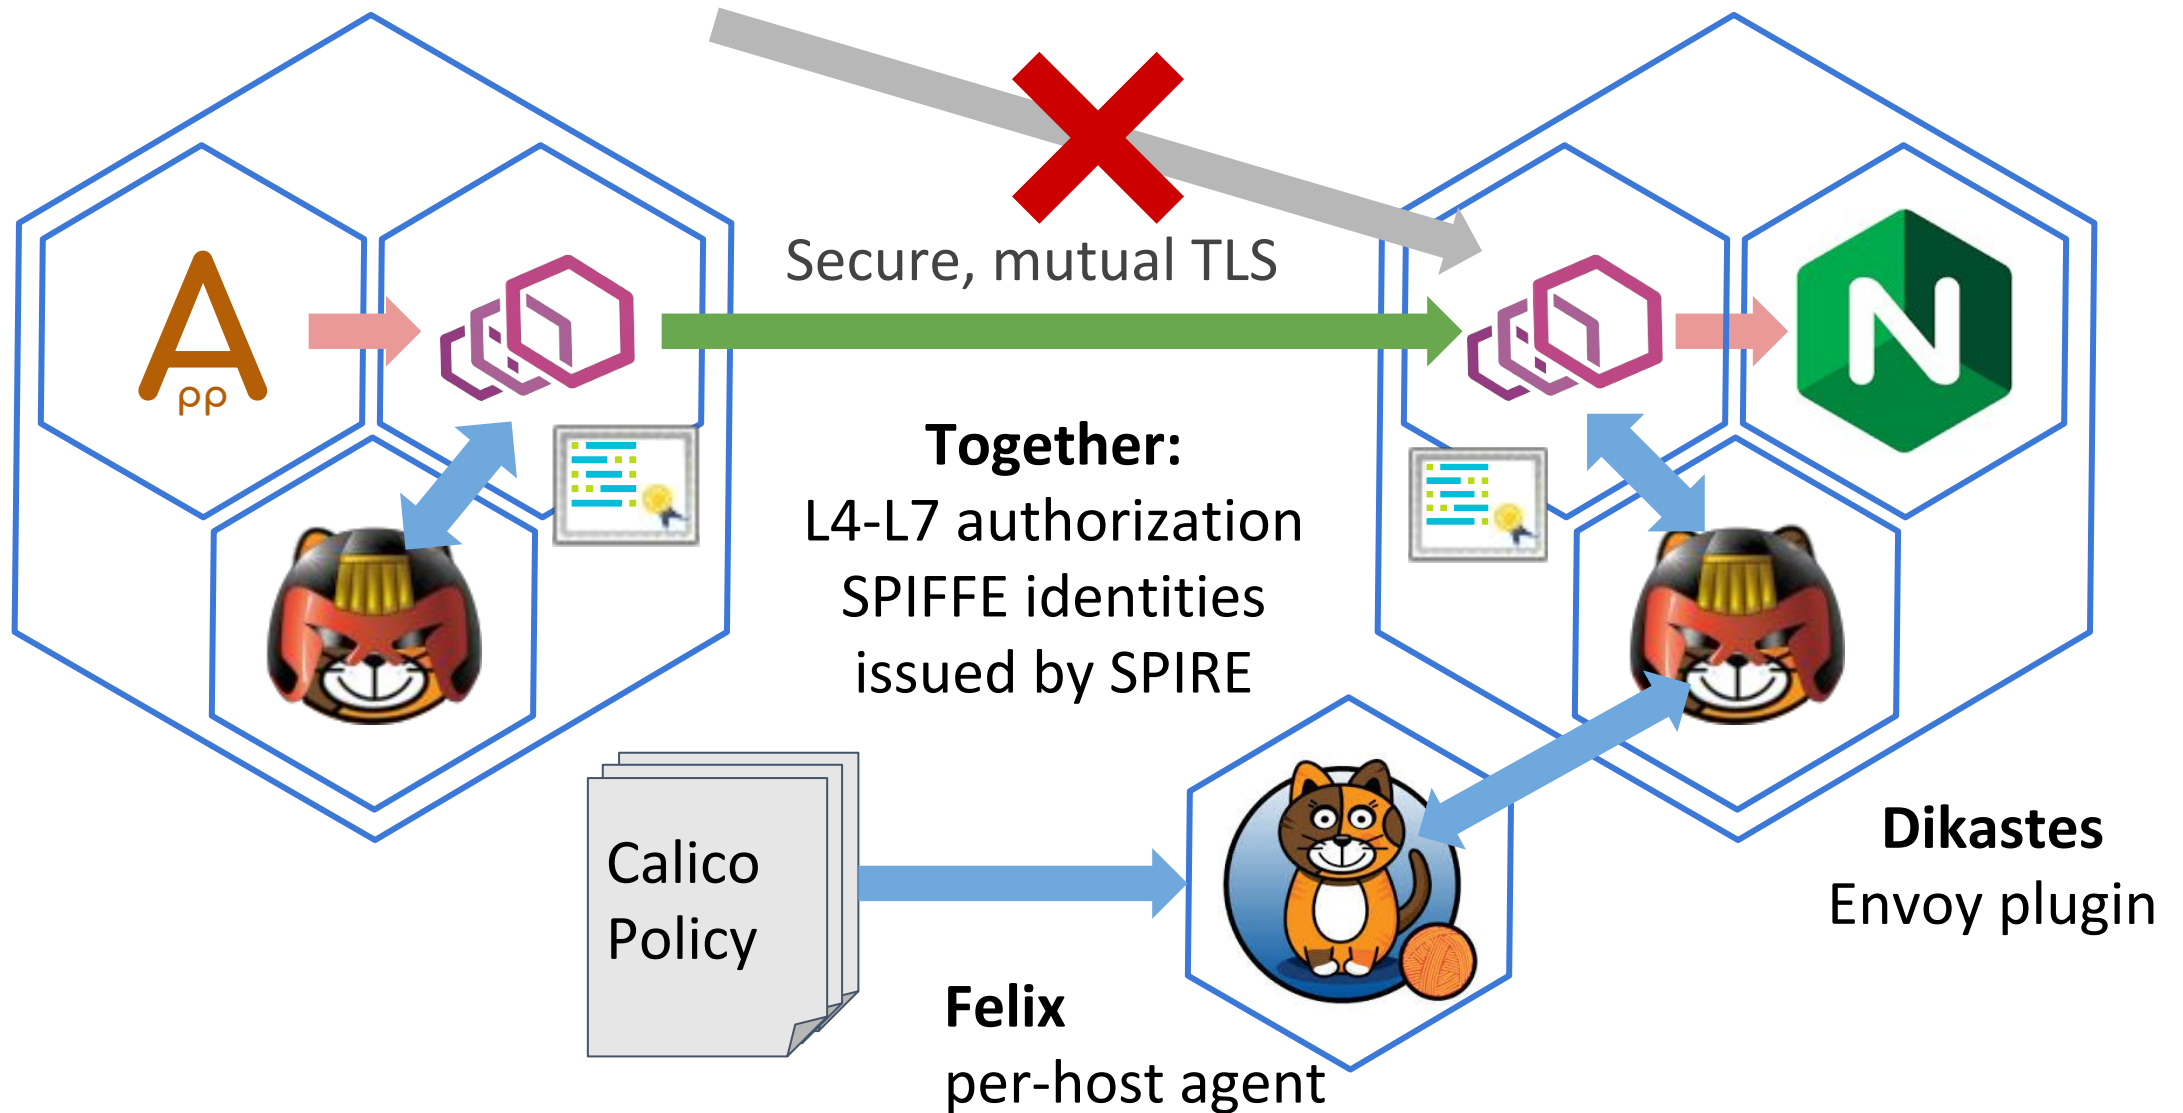 Secure, mutual TLS
A
pp
N
Together:
L4-L7 authorization
SPIFFE identities
issued by SPIRE
Calico
Policy
Dikastes
Envoy plugin
Felix
per-host agent